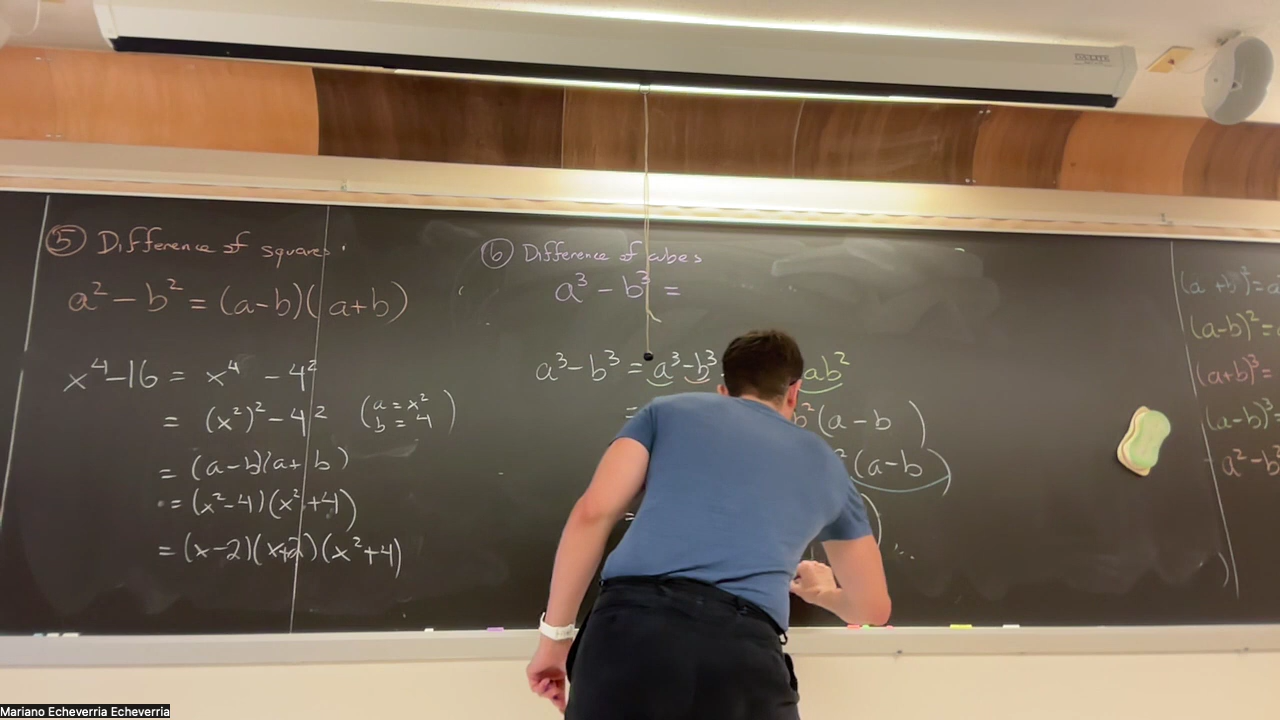 ⑤ Difference of squares
a² - b² = (a-b)(a+b)
x⁴-16 = x⁴ - 4²
= (x²)² - 4² (a = x²
b = 4)
= (a-b)(a+b)
= (x²-4)(x²+4)
= (x-2)(x+2)(x²+4)
⑥ Difference of cubes
a³ - b³ =
a³-b³ = a³-b³ ab²
= b²(a-b)
²(a-b)
=
(a+b)²=a
(a-b)²=
(a+b)³=
(a-b)³=
a²-b²
Mariano Echeverria Echeverria